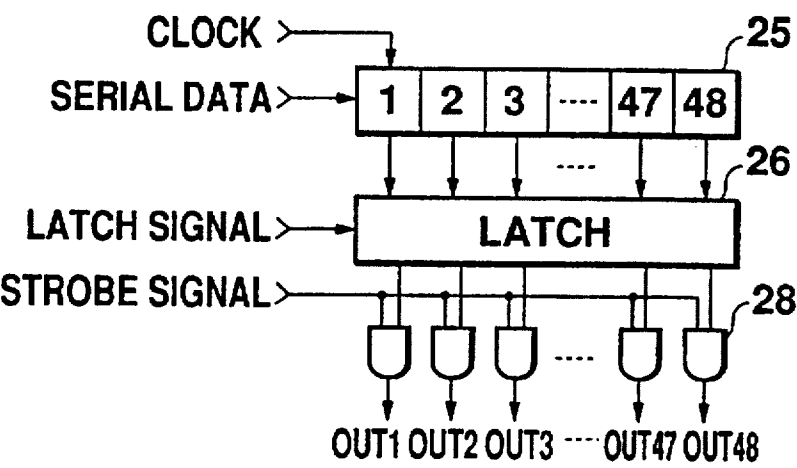 CLOCK
25
SERIAL DATA
1 2 3 ---- 47 48
26
LATCH SIGNAL
LATCH
STROBE SIGNAL
28
OUT1 OUT2 OUT3 ---- OUT47 OUT48